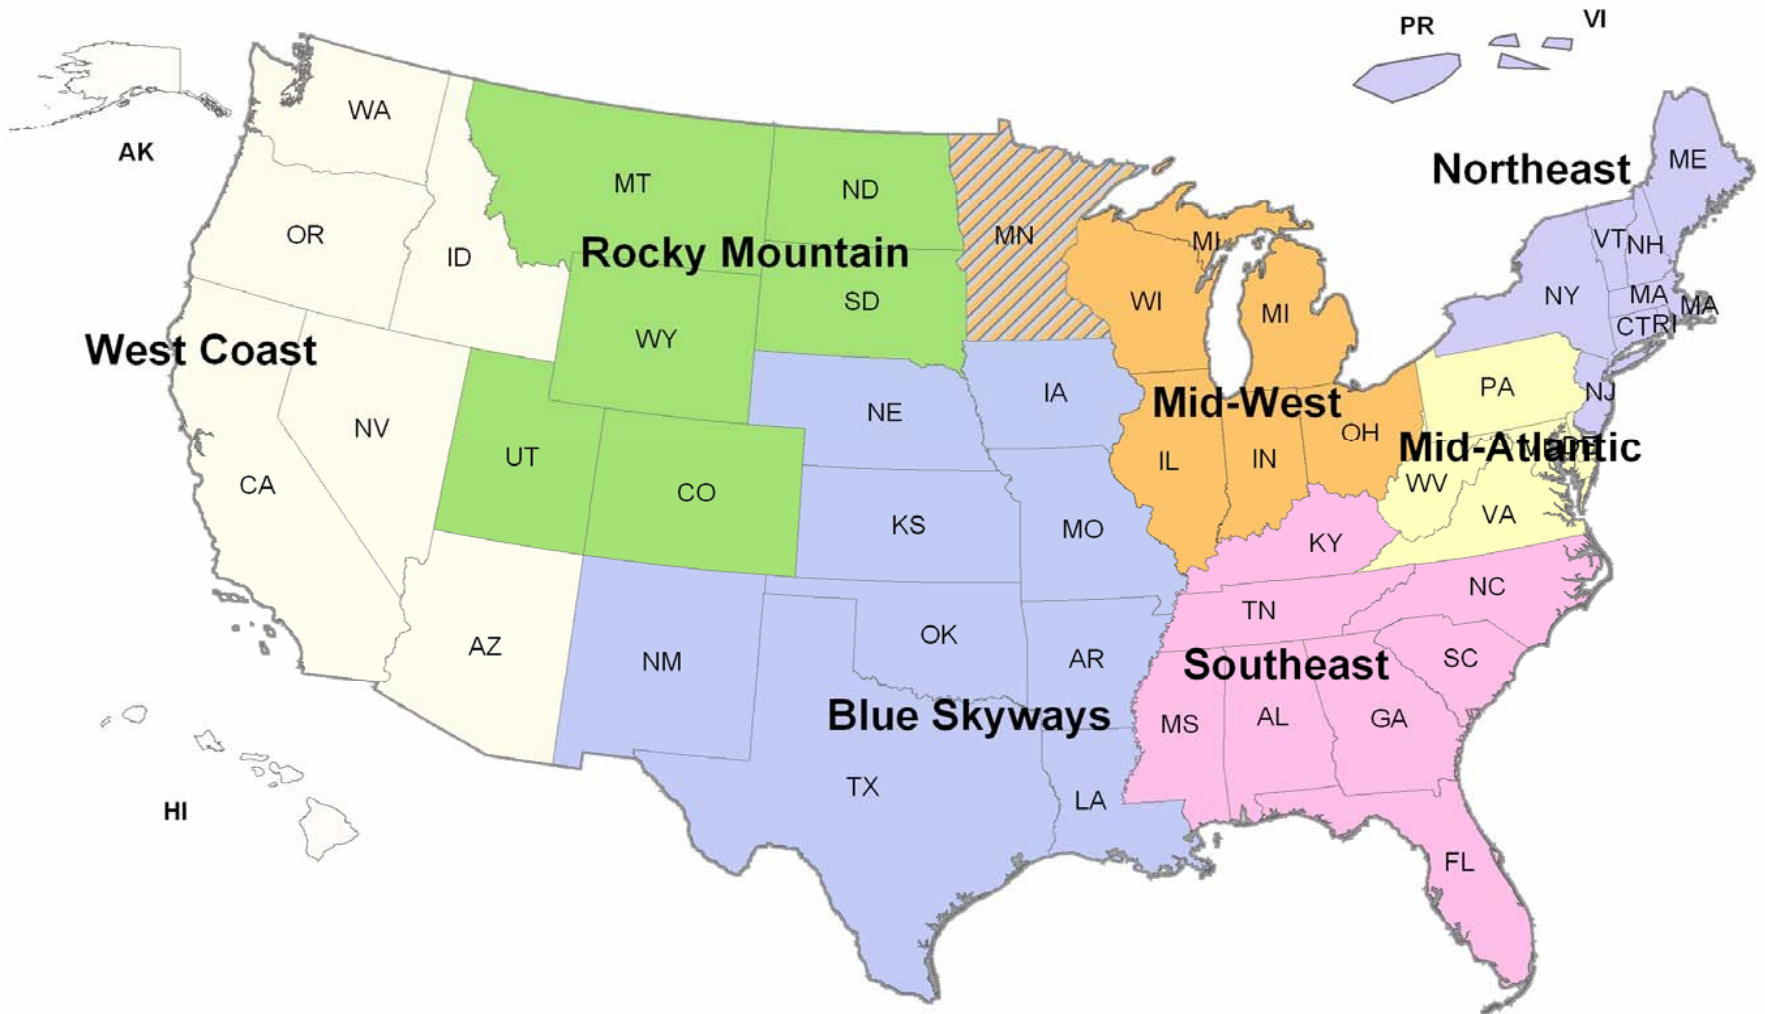 PR
VI
WA
AK
Northeast
ME
MT
ND
OR
MN
MI
VT
NH
ID
Rocky Mountain
SD
WI
MI
NY
MA
MA
CT
RI
WY
West Coast
NE
IA
Mid-West
PA
NJ
NV
OH
Mid-Atlantic
UT
CO
IL
IN
WV
CA
KS
MO
VA
KY
NC
TN
OK
AZ
NM
AR
Southeast
SC
Blue Skyways
MS
AL
GA
TX
LA
HI
FL